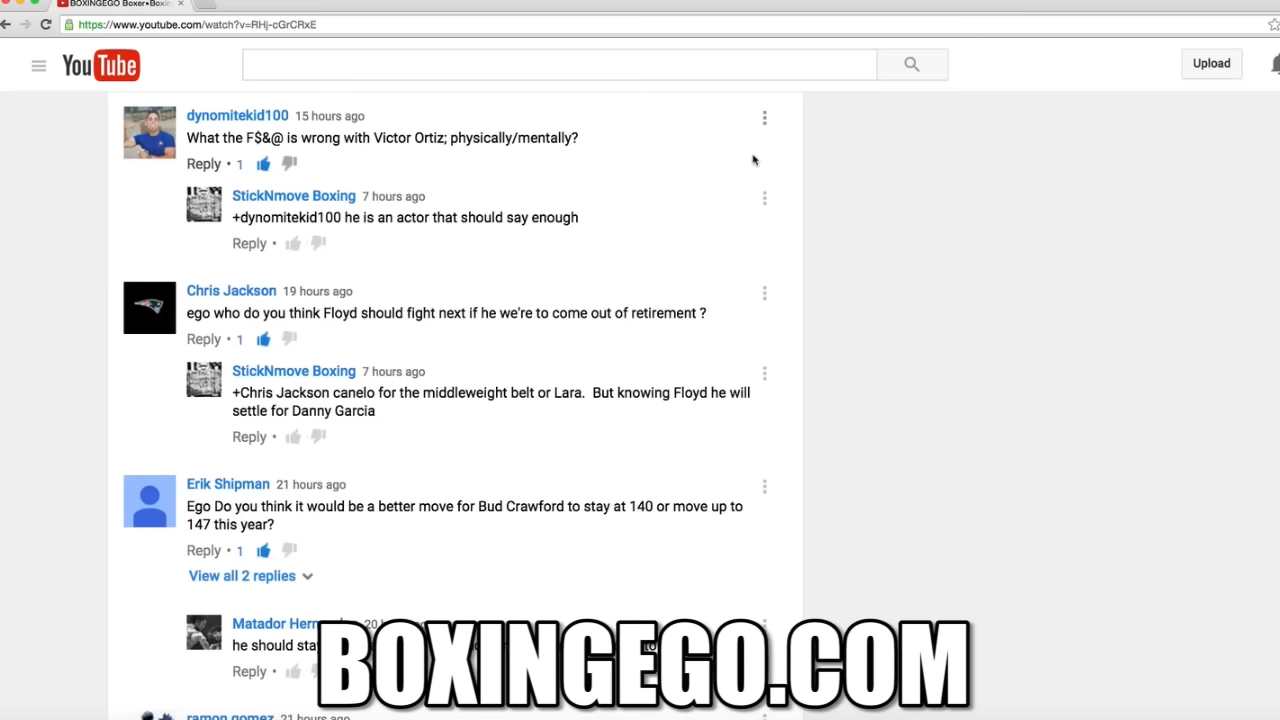 BOXINGEGO Boxer•Boxin
https://www.youtube.com/watch?v=RHj-cGrCRxE
YouTube
Upload
dynomitekid100 15 hours ago
What the F$&@ is wrong with Victor Ortiz; physically/mentally?
Reply • 1
StickNmove Boxing 7 hours ago
+dynomitekid100 he is an actor that should say enough
Reply •
Chris Jackson 19 hours ago
ego who do you think Floyd should fight next if he we're to come out of retirement ?
Reply • 1
StickNmove Boxing 7 hours ago
+Chris Jackson canelo for the middleweight belt or Lara. But knowing Floyd he will
settle for Danny Garcia
Reply •
Erik Shipman 21 hours ago
Ego Do you think it would be a better move for Bud Crawford to stay at 140 or move up to
147 this year?
Reply • 1
View all 2 replies
Matador 20
he should
Reply •
BOXINGEGO.COM
ramon gomez 21 hours ago